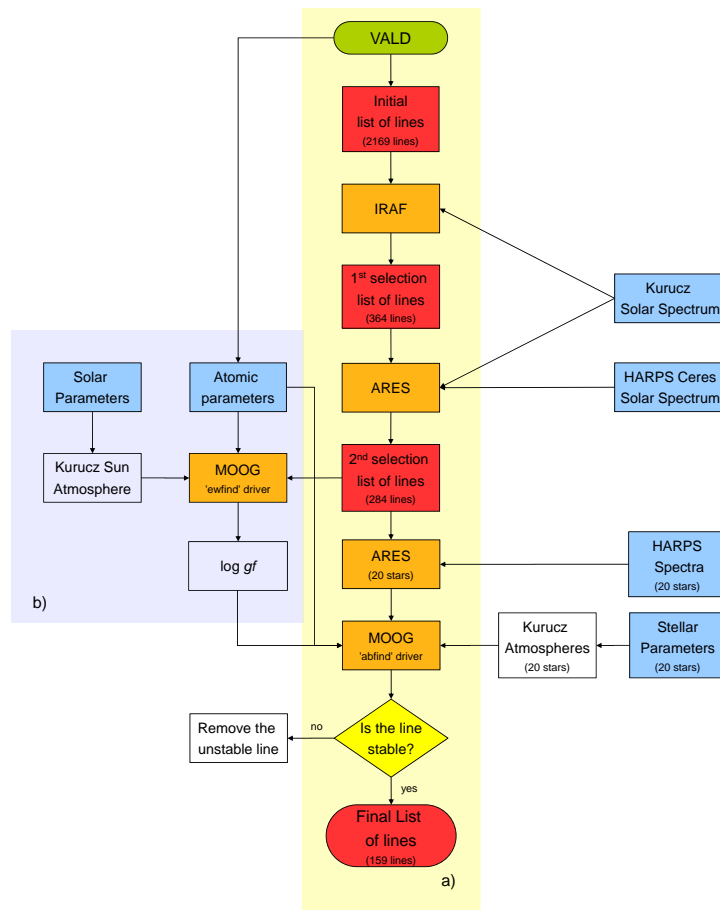 VALD
Initial
list of lines
(2169 lines)
IRAF
1st selection
list of lines
(364 lines)
Kurucz
Solar Spectrum
Solar
Parameters
Atomic
parameters
ARES
HARPS Ceres
Solar Spectrum
Kurucz Sun
Atmosphere
MOOG
'ewfind' driver
2nd selection
list of lines
(284 lines)
log gf
ARES
(20 stars)
HARPS
Spectra
(20 stars)
b)
MOOG
'abfind' driver
Kurucz
Atmospheres
(20 stars)
Stellar
Parameters
(20 stars)
Remove the
unstable line
no
Is the line
stable?
yes
Final List
of lines
(159 lines)
a)